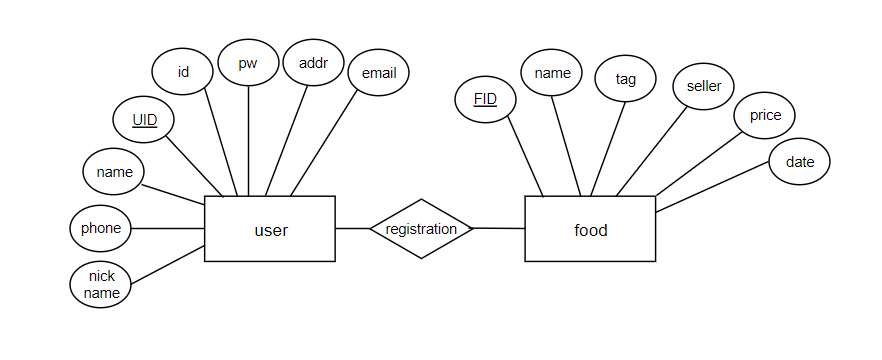 id
pw
addr
email
UID
name
phone
nick
name
user
registration
FID
name
tag
seller
price
date
food